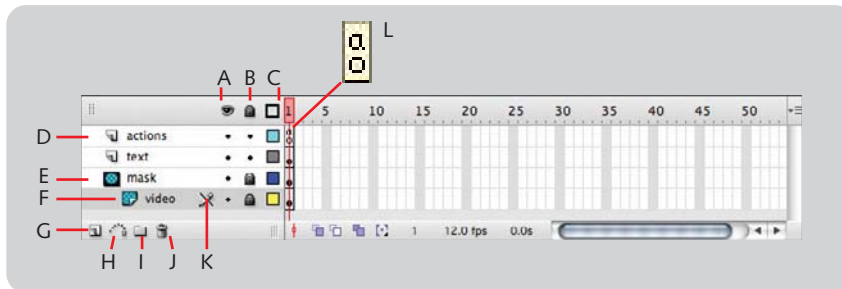 L
a
A B C
1 5 10 15 20 25 30 35 40 45 50
D actions
text
E mask
F video
G 1 12.0 fps 0.0s
H I J K